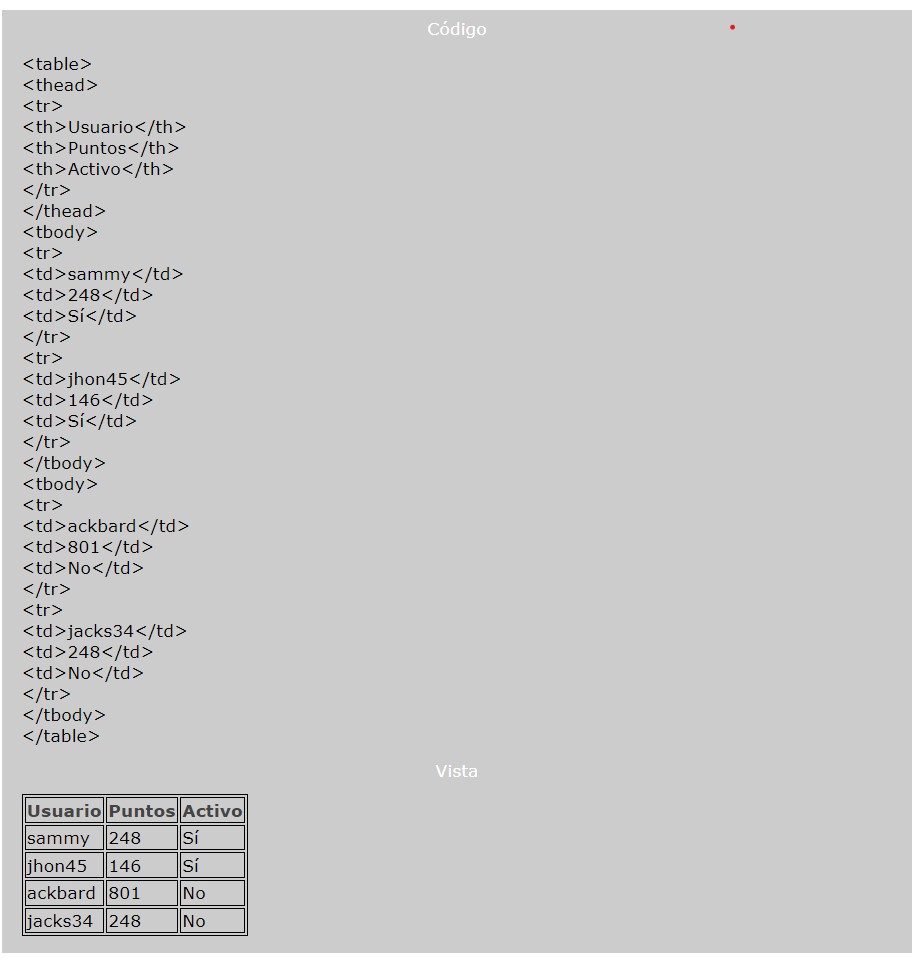 Código
<table>
<thead>
<tr>
<th>Usuario</th>
<th>Puntos</th>
<th>Activo</th>
</tr>
</thead>
<tbody>
<tr>
<td>sammy</td>
<td>248</td>
<td>Sí</td>
</tr>
<tr>
<td>jhon45</td>
<td>146</td>
<td>Sí</td>
</tr>
</tbody>
<tbody>
<tr>
<td>ackbard</td>
<td>801</td>
<td>No</td>
</tr>
<tr>
<td>jacks34</td>
<td>248</td>
<td>No</td>
</tr>
</tbody>
</table>
Vista
Usuario Puntos Activo
sammy 248 Sí
jhon45 146 Sí
ackbard 801 No
jacks34 248 No